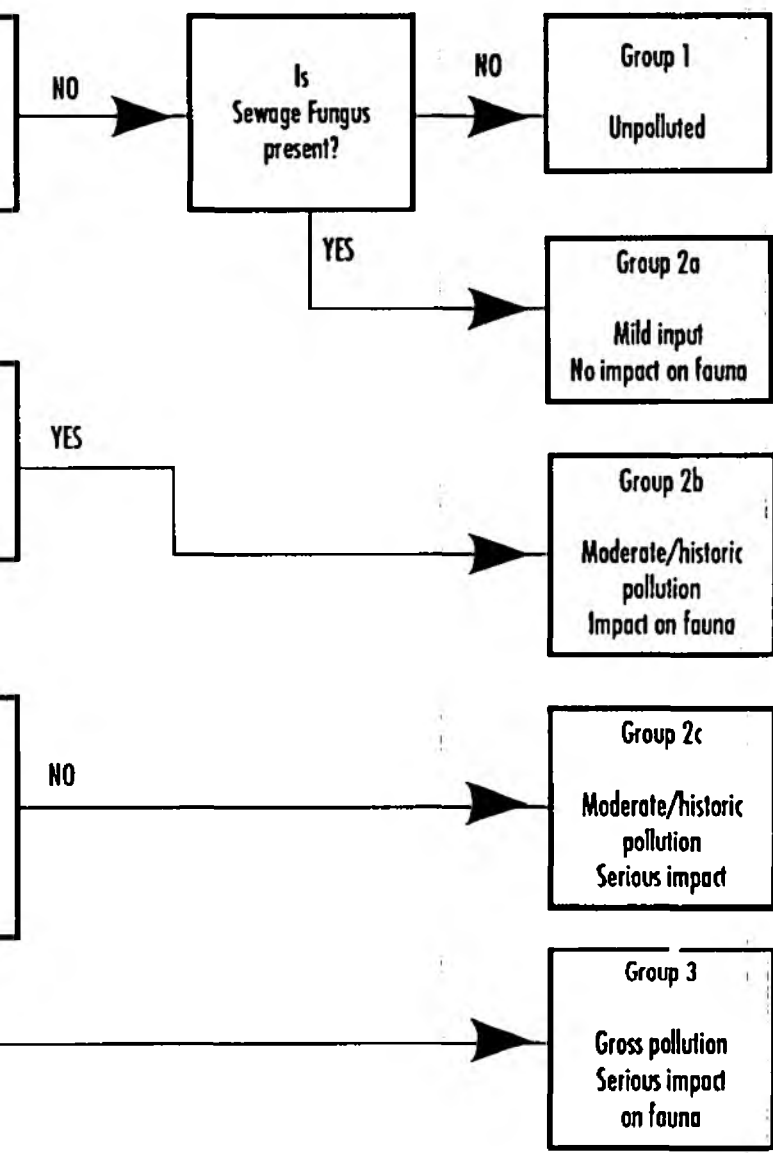 NO
Is
Sewage Fungus
present?
NO
Group 1
Unpolluted
YES
Group 2a
Mild input
No impact on fauna
YES
Group 2b
Moderate/historic
pollution
Impact on fauna
NO
Group 2c
Moderate/historic
pollution
Serious impact
Group 3
Gross pollution
Serious impact
on fauna